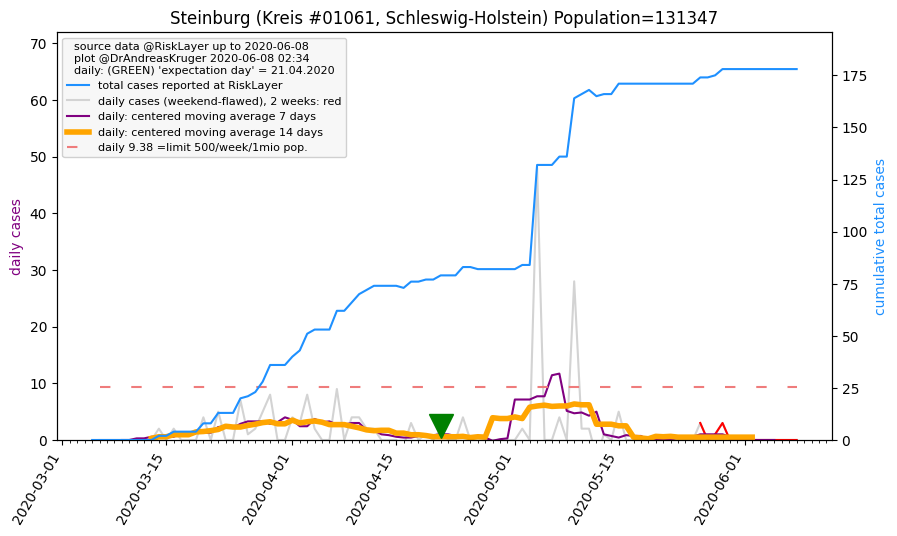 Steinburg (Kreis #01061, Schleswig-Holstein) Population=131347
source data @RiskLayer up to 2020-06-08
plot @DrAndreasKruger 2020-06-08 02:34
daily: (GREEN) 'expectation day' = 21.04.2020
total cases reported at RiskLayer
daily cases (weekend-flawed), 2 weeks: red
daily: centered moving average 7 days
daily: centered moving average 14 days
daily 9.38 =limit 500/week/1mio pop.
daily cases
70
60
50
40
30
20
10
0
cumulative total cases
175
150
125
100
75
50
25
0
2020-03-01
2020-03-15
2020-04-01
2020-04-15
2020-05-01
2020-05-15
2020-06-01